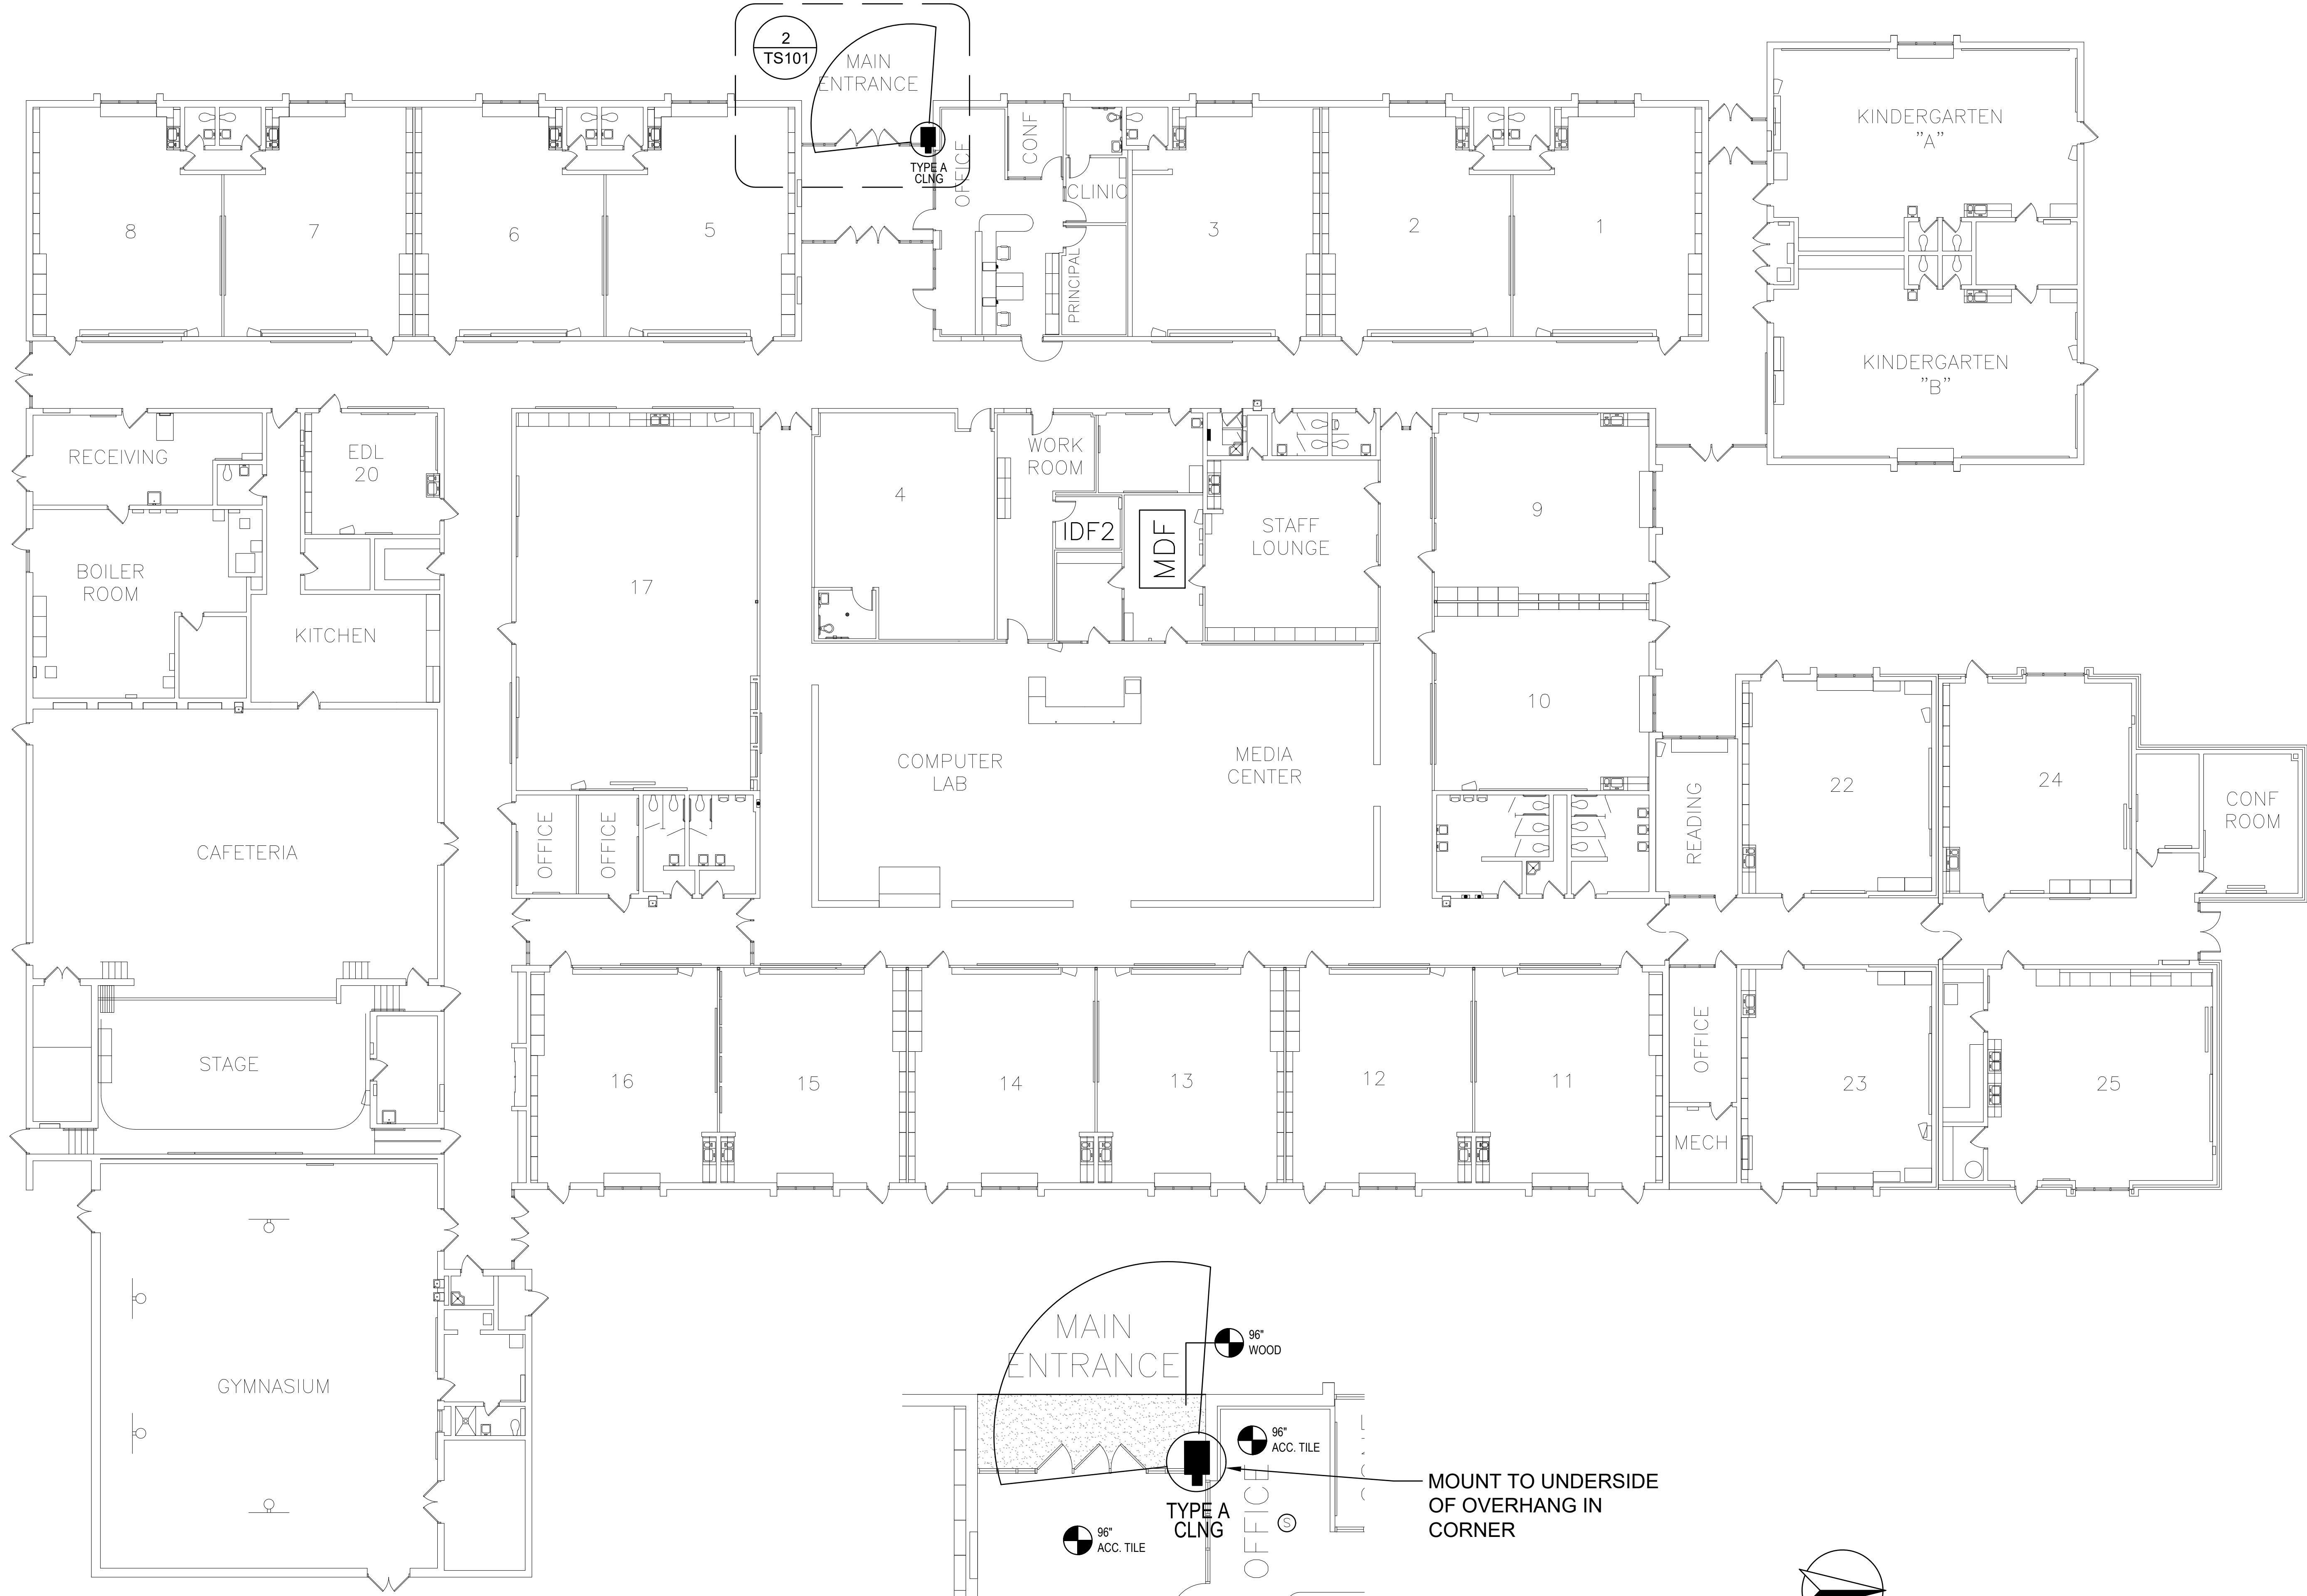 2
TS101
MAIN
ENTRANCE
TYPE A
CLNG
OFFICE
CONF
CLINIC
PRINCIPAL
8
7
6
5
3
2
1
KINDERGARTEN
"A"
KINDERGARTEN
"B"
RECEIVING
EDL
20
BOILER
ROOM
KITCHEN
17
4
WORK
ROOM
IDF2
MDF
STAFF
LOUNGE
9
10
COMPUTER
LAB
MEDIA
CENTER
CAFETERIA
OFFICE
OFFICE
READING
22
24
CONF
ROOM
STAGE
16
15
14
13
12
11
OFFICE
MECH
23
25
GYMNASIUM
MAIN
ENTRANCE
96"
WOOD
96"
ACC. TILE
TYPE A
CLNG
OFFICE
S
96"
ACC. TILE
MOUNT TO UNDERSIDE
OF OVERHANG IN
CORNER